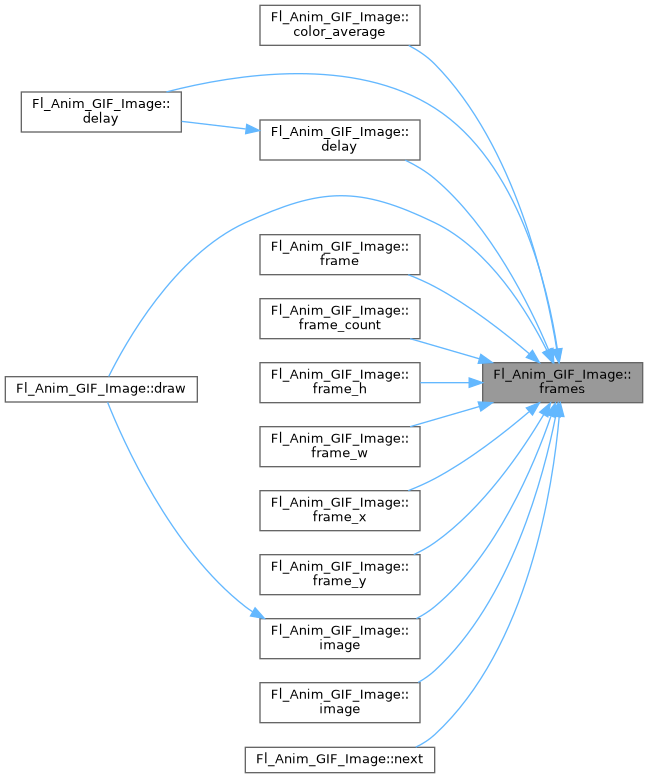 Fl_Anim_GIF_Image::
color_average
Fl_Anim_GIF_Image::
delay
Fl_Anim_GIF_Image::
delay
Fl_Anim_GIF_Image::
frame
Fl_Anim_GIF_Image::
frame_count
Fl_Anim_GIF_Image::
frames
Fl_Anim_GIF_Image::draw
Fl_Anim_GIF_Image::
frame_h
Fl_Anim_GIF_Image::
frame_w
Fl_Anim_GIF_Image::
frame_x
Fl_Anim_GIF_Image::
frame_y
Fl_Anim_GIF_Image::
image
Fl_Anim_GIF_Image::
image
Fl_Anim_GIF_Image::next